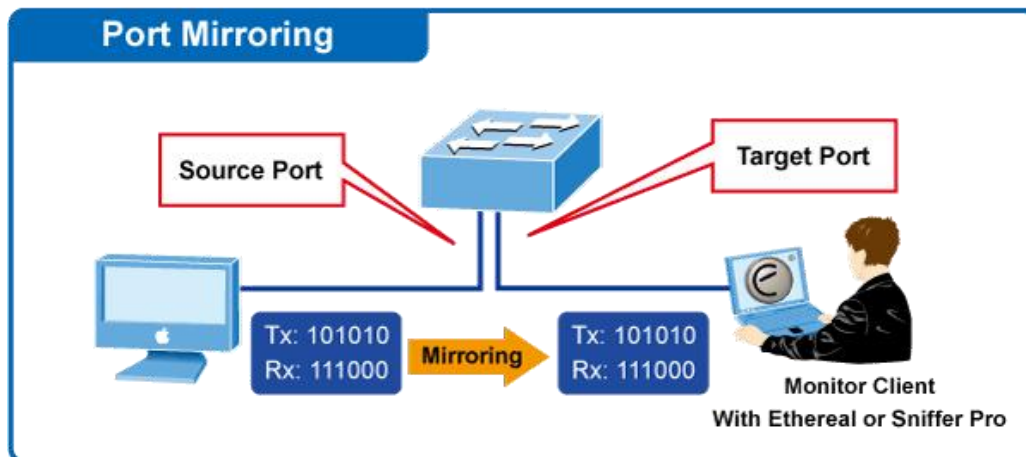 Port Mirroring
Source Port
Target Port
Tx: 101010
Rx: 111000
Mirroring
Tx: 101010
Rx: 111000
Monitor Client
With Ethereal or Sniffer Pro